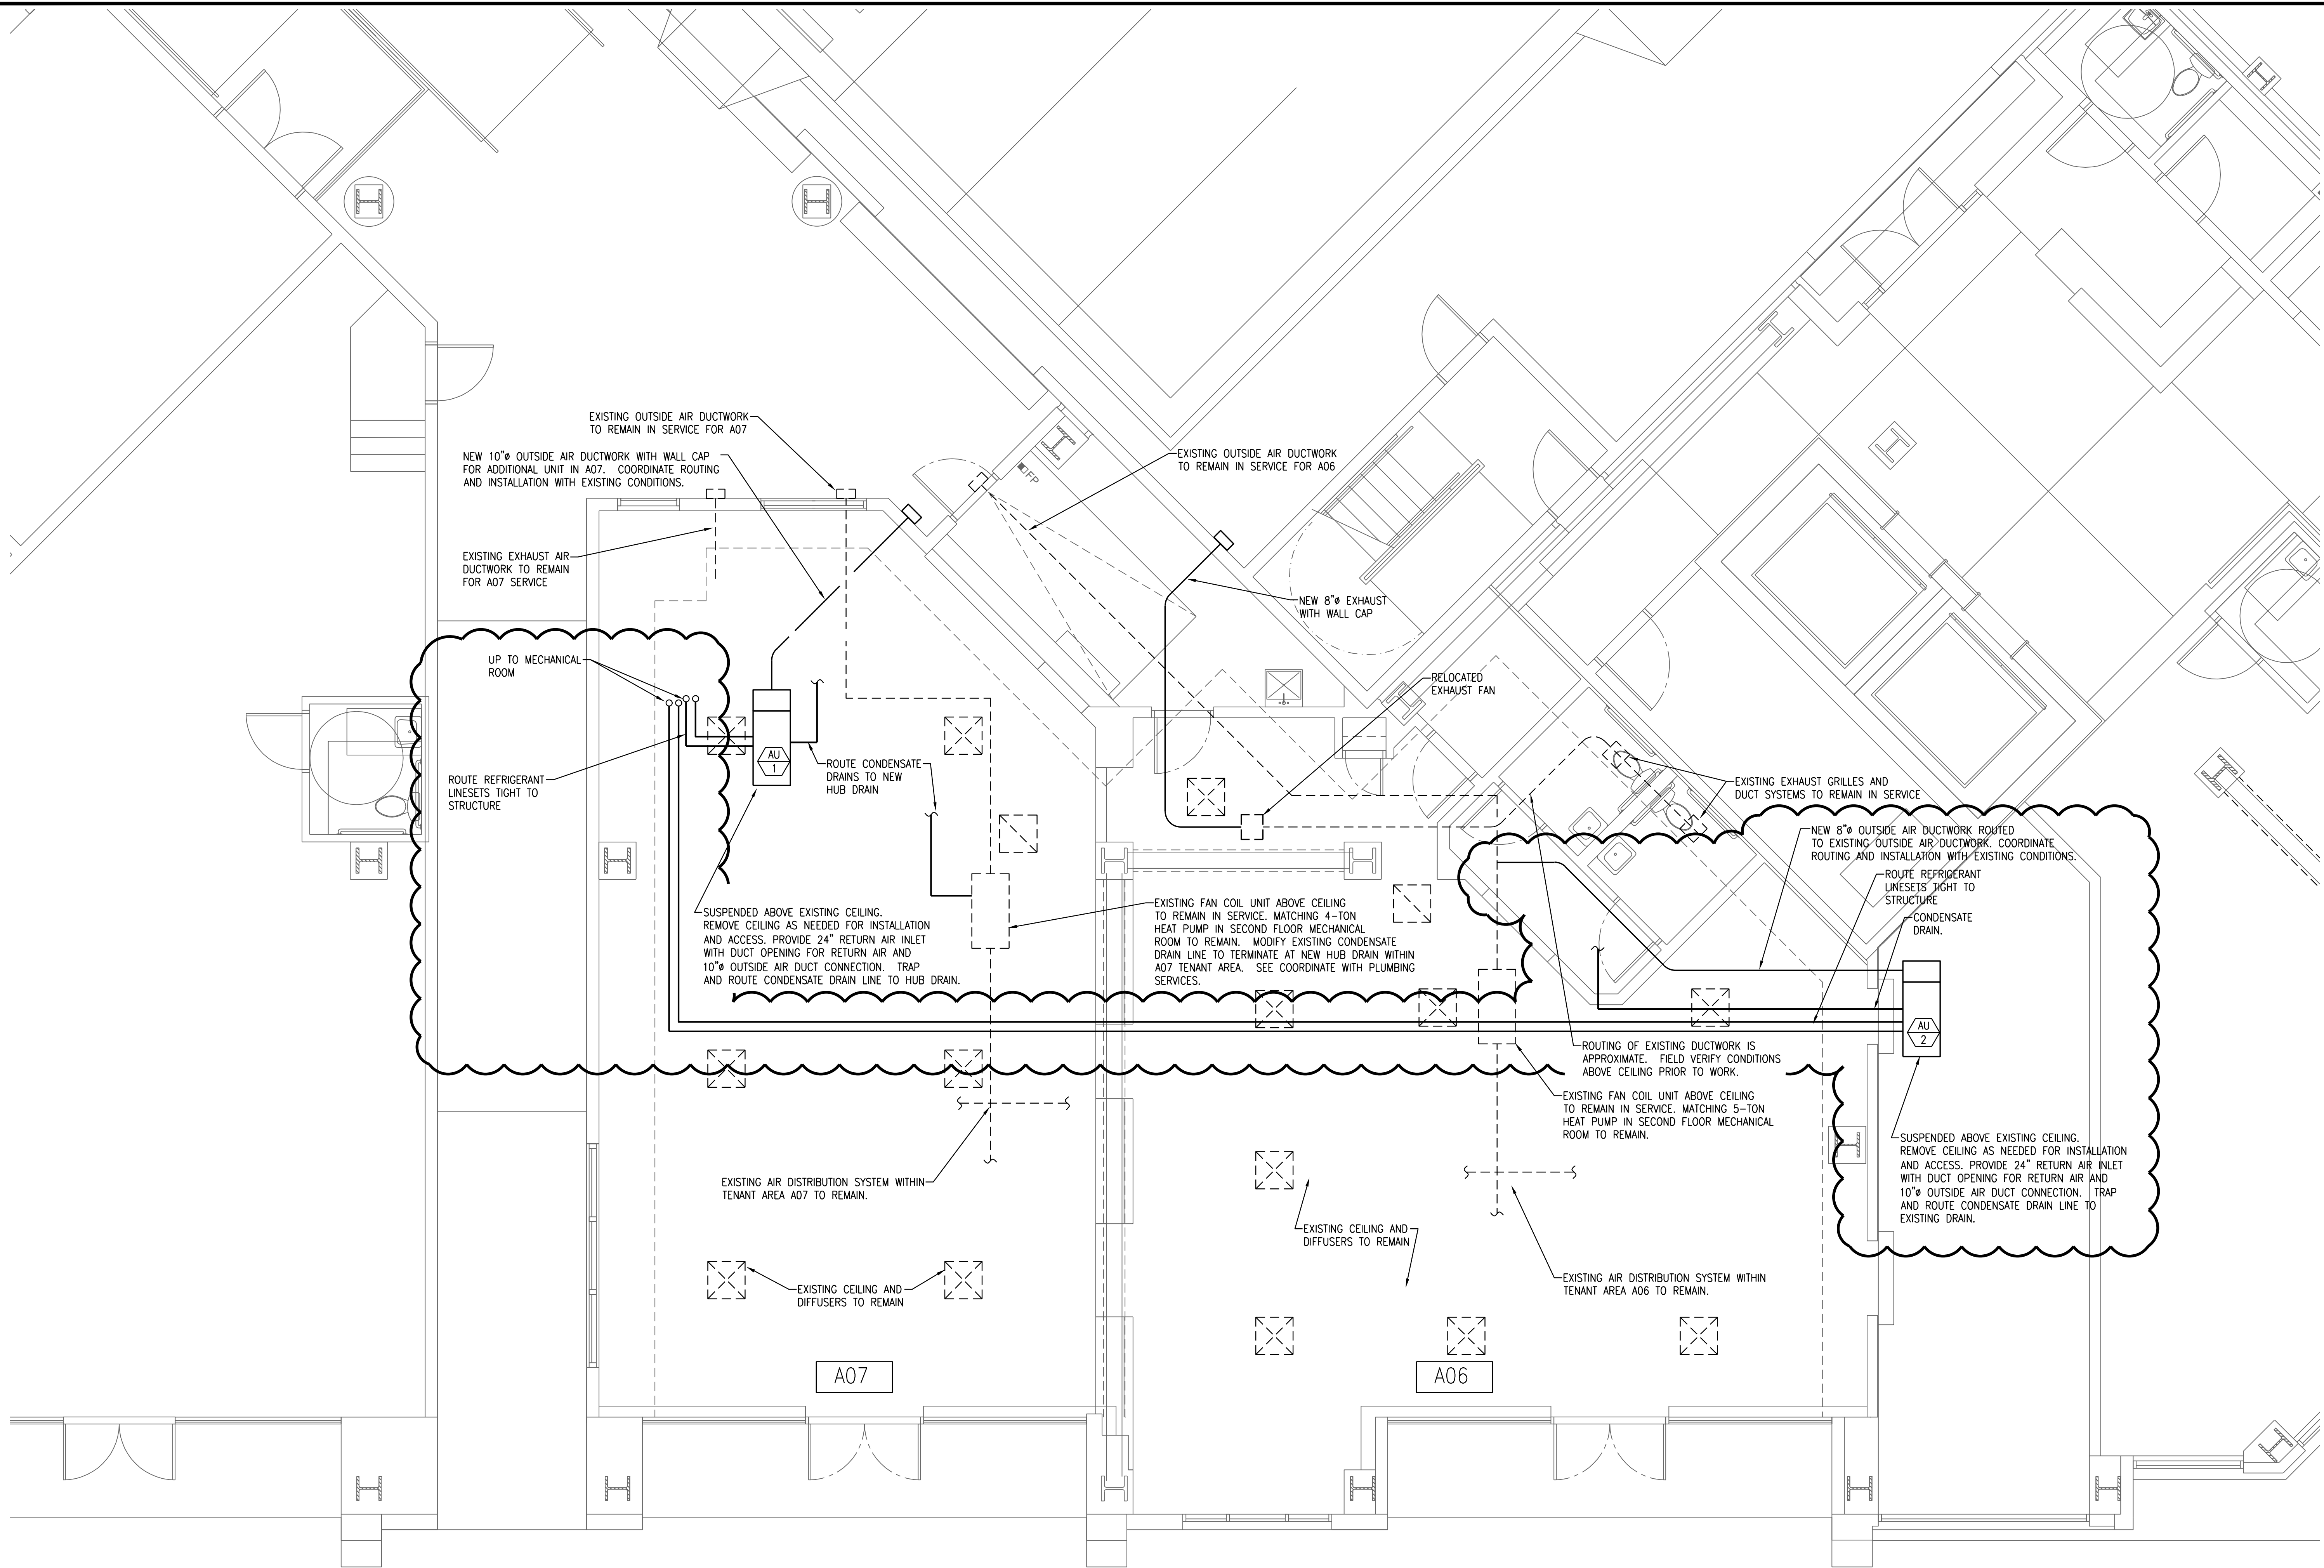 EXISTING OUTSIDE AIR DUCTWORK
TO REMAIN IN SERVICE FOR A07
NEW 10"ø OUTSIDE AIR DUCTWORK WITH WALL CAP
FOR ADDITIONAL UNIT IN A07. COORDINATE ROUTING
AND INSTALLATION WITH EXISTING CONDITIONS.
EXISTING OUTSIDE AIR DUCTWORK
TO REMAIN IN SERVICE FOR A06
FP
EXISTING EXHAUST AIR
DUCTWORK TO REMAIN
FOR A07 SERVICE
NEW 8"ø EXHAUST
WITH WALL CAP
UP TO MECHANICAL
ROOM
RELOCATED
EXHAUST FAN
AU
1
ROUTE CONDENSATE
DRAINS TO NEW
HUB DRAIN
ROUTE REFRIGERANT
LINESETS TIGHT TO
STRUCTURE
EXISTING EXHAUST GRILLES AND
DUCT SYSTEMS TO REMAIN IN SERVICE
NEW 8"ø OUTSIDE AIR DUCTWORK ROUTED
TO EXISTING OUTSIDE AIR DUCTWORK. COORDINATE
ROUTING AND INSTALLATION WITH EXISTING CONDITIONS.
ROUTE REFRIGERANT
LINESETS TIGHT TO
STRUCTURE
CONDENSATE
DRAIN.
SUSPENDED ABOVE EXISTING CEILING.
REMOVE CEILING AS NEEDED FOR INSTALLATION
AND ACCESS. PROVIDE 24" RETURN AIR INLET
WITH DUCT OPENING FOR RETURN AIR AND
10"ø OUTSIDE AIR DUCT CONNECTION. TRAP
AND ROUTE CONDENSATE DRAIN LINE TO HUB DRAIN.
EXISTING FAN COIL UNIT ABOVE CEILING
TO REMAIN IN SERVICE. MATCHING 4-TON
HEAT PUMP IN SECOND FLOOR MECHANICAL
ROOM TO REMAIN. MODIFY EXISTING CONDENSATE
DRAIN LINE TO TERMINATE AT NEW HUB DRAIN WITHIN
A07 TENANT AREA. SEE COORDINATE WITH PLUMBING
SERVICES.
AU
2
ROUTING OF EXISTING DUCTWORK IS
APPROXIMATE. FIELD VERIFY CONDITIONS
ABOVE CEILING PRIOR TO WORK.
EXISTING FAN COIL UNIT ABOVE CEILING
TO REMAIN IN SERVICE. MATCHING 5-TON
HEAT PUMP IN SECOND FLOOR MECHANICAL
ROOM TO REMAIN.
SUSPENDED ABOVE EXISTING CEILING.
REMOVE CEILING AS NEEDED FOR INSTALLATION
AND ACCESS. PROVIDE 24" RETURN AIR INLET
WITH DUCT OPENING FOR RETURN AIR AND
10"ø OUTSIDE AIR DUCT CONNECTION. TRAP
AND ROUTE CONDENSATE DRAIN LINE TO
EXISTING DRAIN.
EXISTING AIR DISTRIBUTION SYSTEM WITHIN
TENANT AREA A07 TO REMAIN.
EXISTING CEILING AND
DIFFUSERS TO REMAIN
EXISTING CEILING AND
DIFFUSERS TO REMAIN
EXISTING AIR DISTRIBUTION SYSTEM WITHIN
TENANT AREA A06 TO REMAIN.
A07
A06